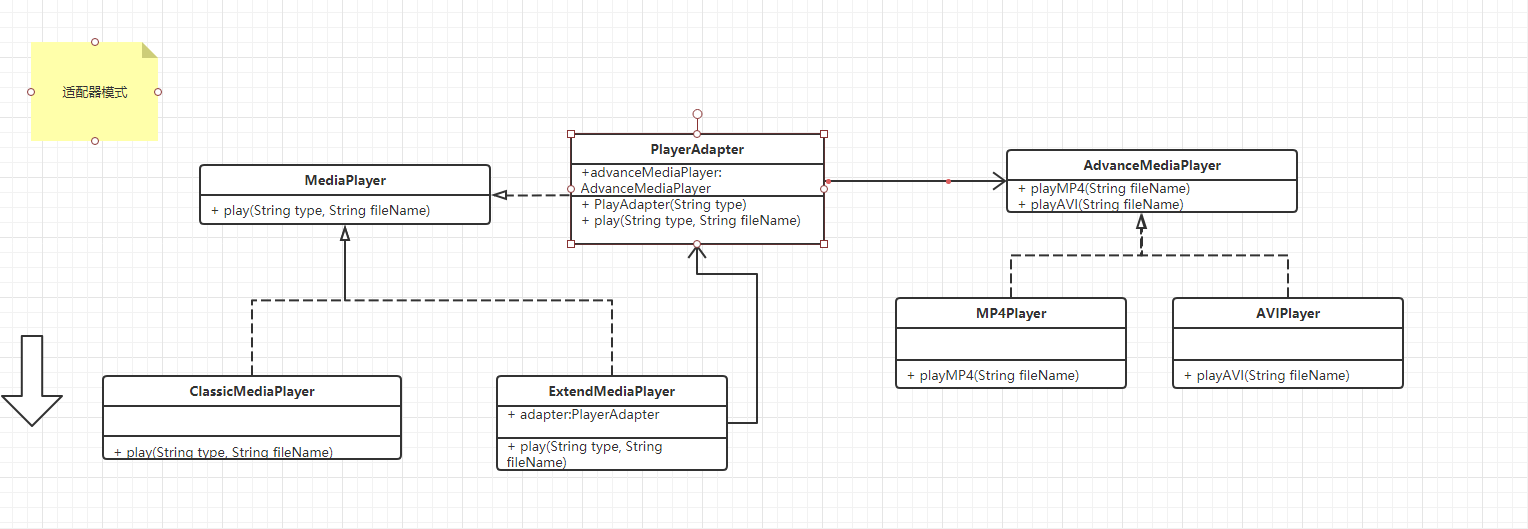 适配器模式
MediaPlayer
+ play(String type, String fileName)
PlayerAdapter
+advanceMediaPlayer:
AdvanceMediaPlayer
+ PlayAdapter(String type)
+ play(String type, String fileName)
AdvanceMediaPlayer
+ playMP4(String fileName)
+ playAVI(String fileName)
ClassicMediaPlayer
+ play(String type, String fileName)
ExtendMediaPlayer
+ adapter:PlayerAdapter
+ play(String type, String
fileName)
MP4Player
+ playMP4(String fileName)
AVIPlayer
+ playAVI(String fileName)